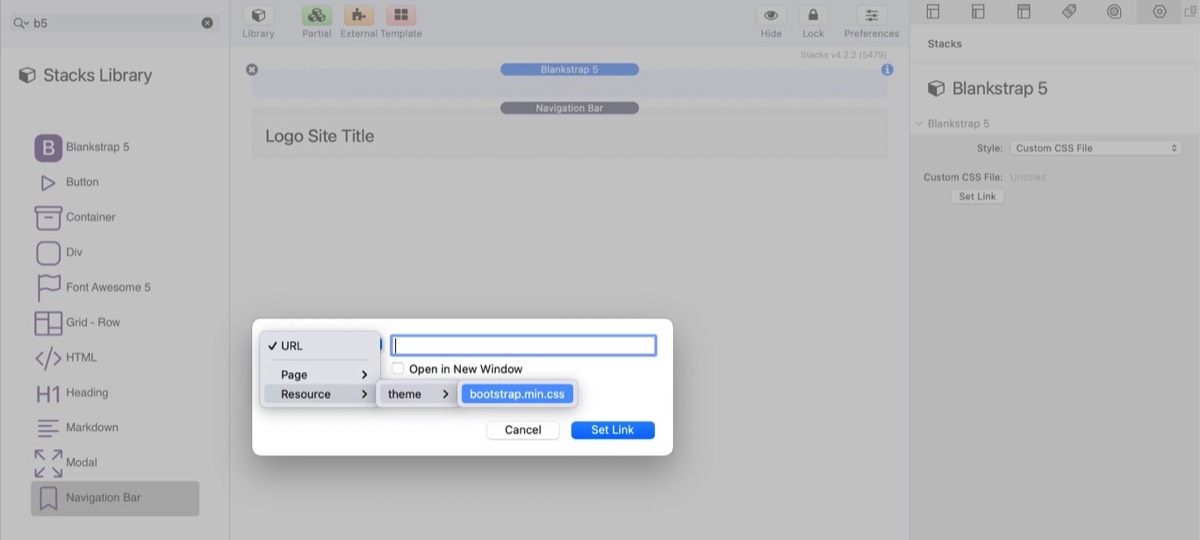 b5
Stacks Library
Blankstrap 5
Button
Container
Div
Font Awesome 5
Grid - Row
HTML
H1 Heading
Markdown
Modal
Navigation Bar
Library
Partial
External
Template
Hide
Lock
Preferences
Stacks v4.2.2 (5479)
Blankstrap 5
Navigation Bar
Logo Site Title
URL
Page
Resource
theme
bootstrap.min.css
Open in New Window
Cancel
Set Link
Stacks
Blankstrap 5
Blankstrap 5
Style: Custom CSS File
Custom CSS File: Untitled
Set Link